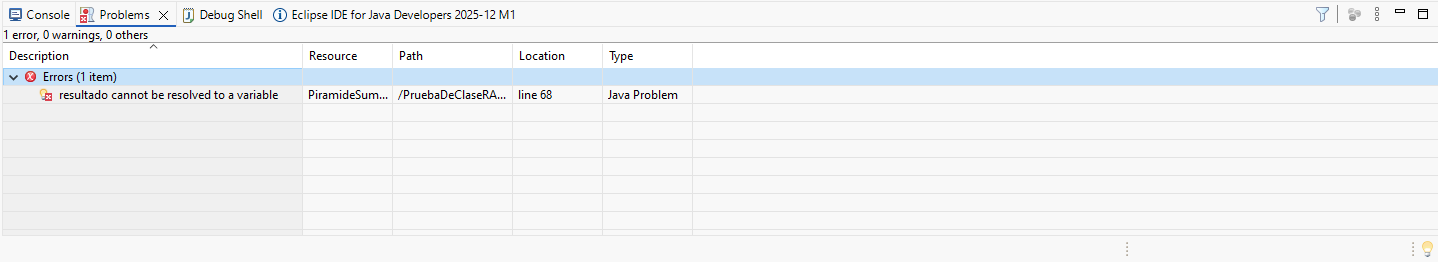 Console Problems Debug Shell Eclipse IDE for Java Developers 2025-12 M1
1 error, 0 warnings, 0 others
Description Resource Path Location Type
Errors (1 item)
resultado cannot be resolved to a variable PiramideSum... /PruebaDeClaseRA... line 68 Java Problem